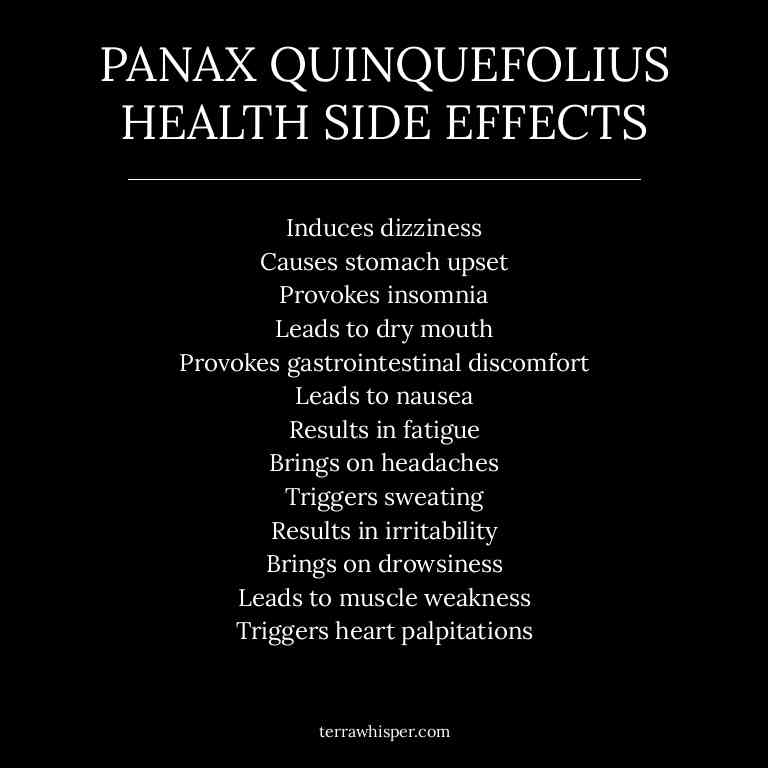 PANAX QUINQUEFOLIUS
HEALTH SIDE EFFECTS
Induces dizziness
Causes stomach upset
Provokes insomnia
Leads to dry mouth
Provokes gastrointestinal discomfort
Leads to nausea
Results in fatigue
Brings on headaches
Triggers sweating
Results in irritability
Brings on drowsiness
Leads to muscle weakness
Triggers heart palpitations
terrawhisper.com